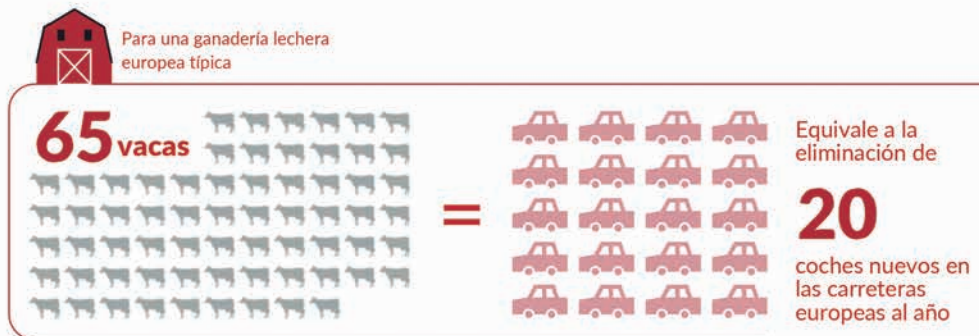 Para una ganadería lechera
europea típica
65 vacas
=
Equivale a la
eliminación de
20
coches nuevos en
las carreteras
europeas al año